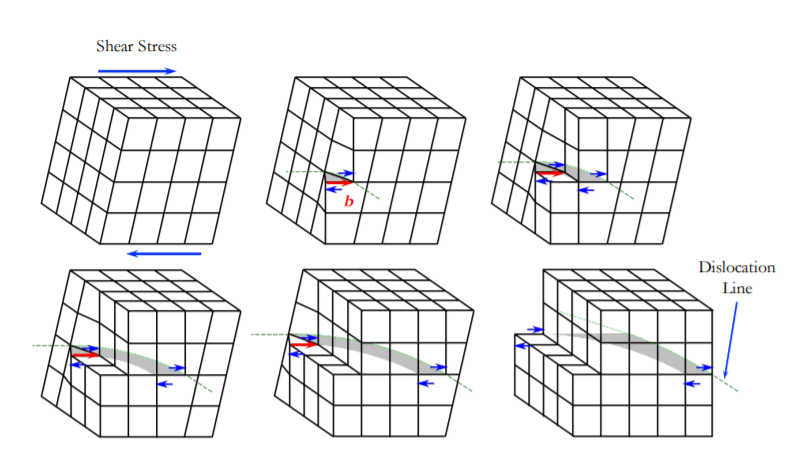 Shear Stress
b
Dislocation
Line